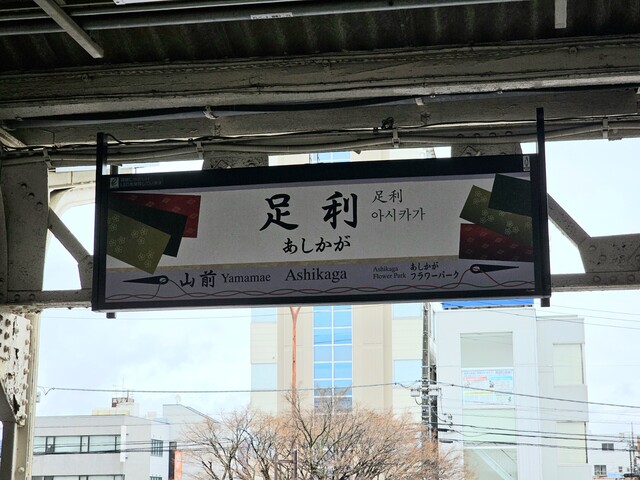 足利
足利
아시카가
あしかが
山前 Yamamae
Ashikaga
Ashikaga
Flower Park
あしかが
フラワーパーク